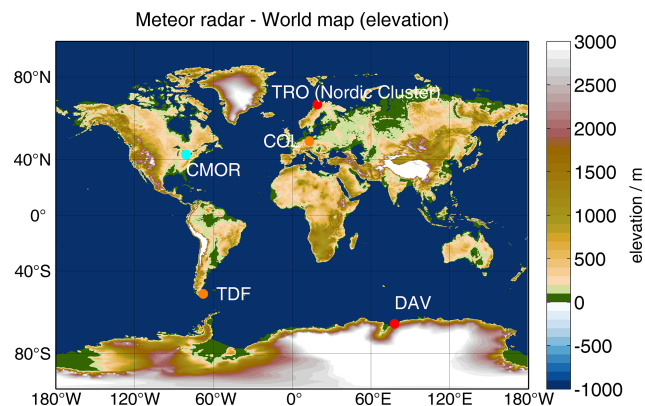 Meteor radar - World map (elevation)
80°N
40°N
0°
40°S
80°S
180°W
120°W
60°W
0°
60°E
120°E
180°W
TRO (Nordic Cluster)
COL
CMOR
TDF
DAV
3000
2500
2000
1500
1000
500
0
-500
-1000
elevation / m